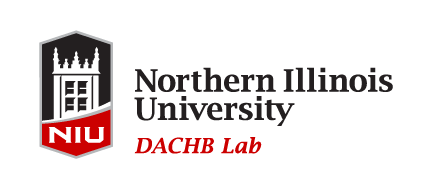 NIU
Northern Illinois
University
DACHB Lab